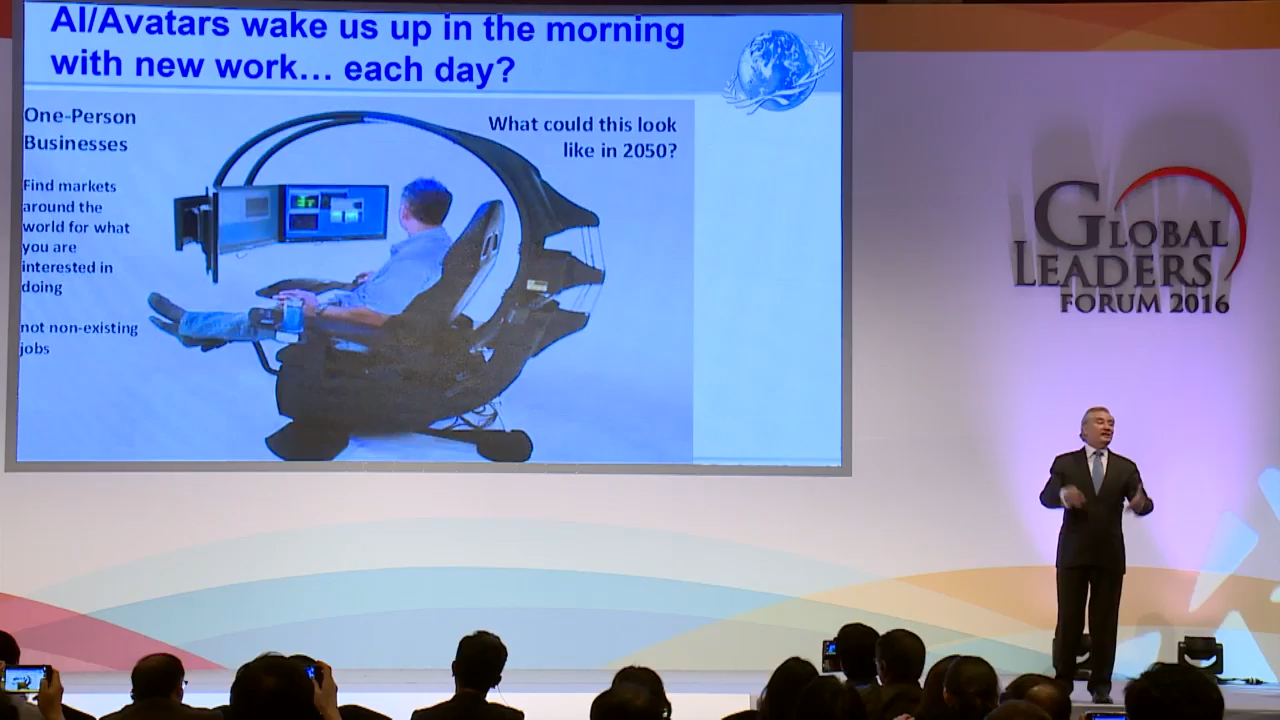 AI/Avatars wake us up in the morning
with new work... each day?
One-Person
Businesses
Find markets
around the
world for what
you are
interested in
doing
not non-existing
jobs
What could this look
like in 2050?
GLOBAL
LEADERS
FORUM 2016